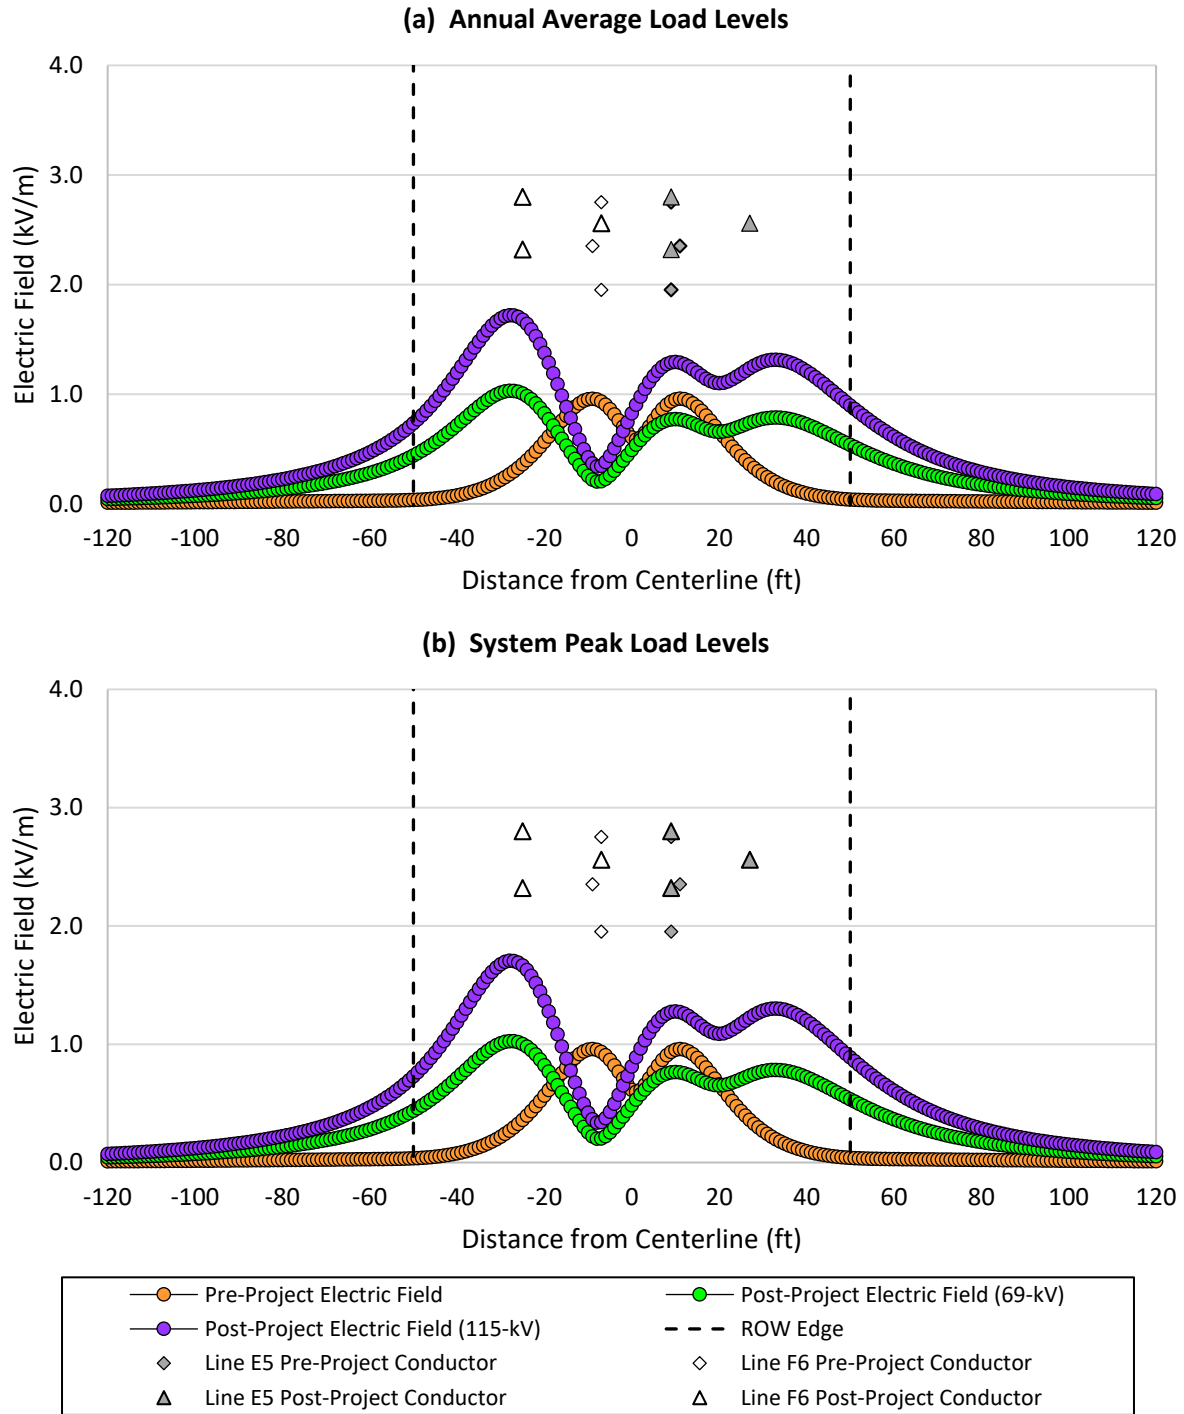 (a) Annual Average Load Levels
4.0
3.0
2.0
1.0
0.0
Electric Field (kV/m)
-120 -100 -80 -60 -40 -20 0 20 40 60 80 100 120
Distance from Centerline (ft)
(b) System Peak Load Levels
4.0
3.0
2.0
1.0
0.0
Electric Field (kV/m)
-120 -100 -80 -60 -40 -20 0 20 40 60 80 100 120
Distance from Centerline (ft)
Pre-Project Electric Field
Post-Project Electric Field (69-kV)
Post-Project Electric Field (115-kV)
ROW Edge
Line E5 Pre-Project Conductor
Line F6 Pre-Project Conductor
Line E5 Post-Project Conductor
Line F6 Post-Project Conductor